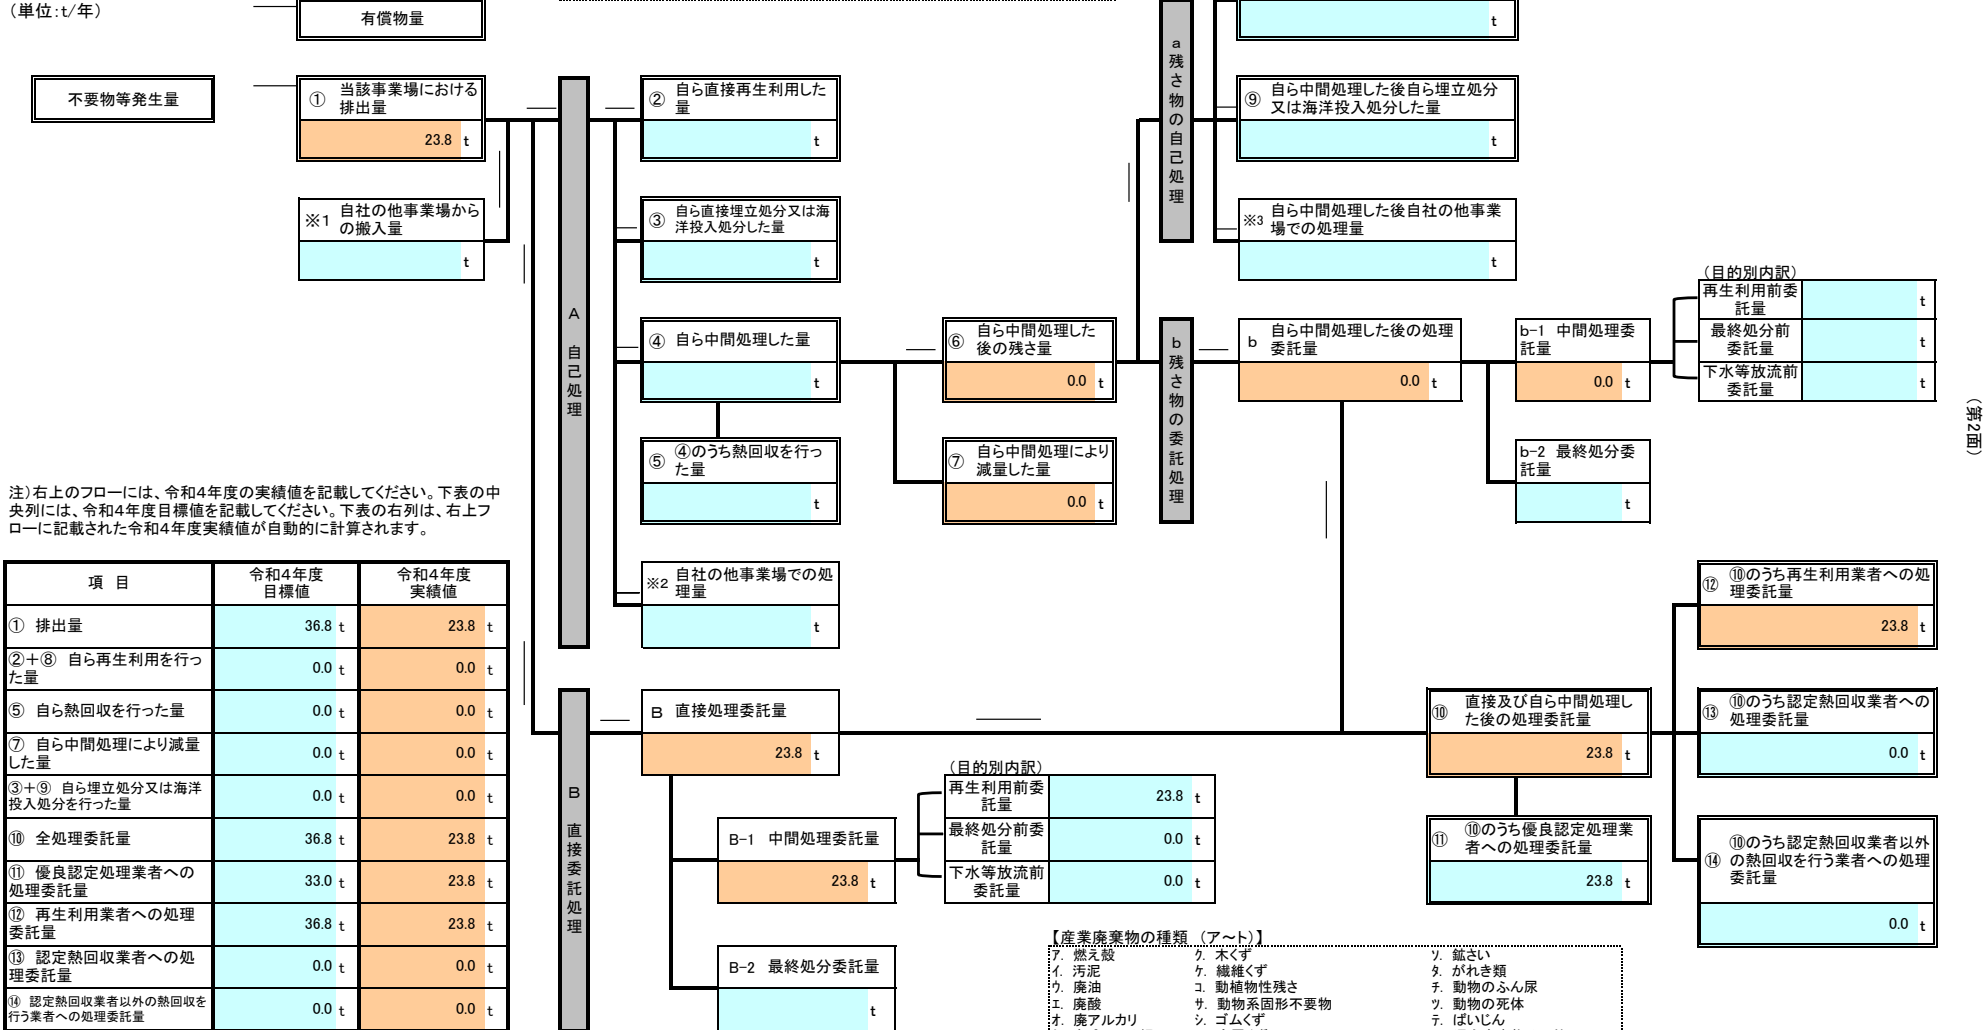 （単位：t/年）
有償物量
t
不要物等発生量
① 当該事業場における
排出量
23.8 t
※1 自社の他事業場から
の搬入量
t
A
自己処理
② 自ら直接再生利用した
量
t
③ 自ら直接埋立処分又は海
洋投入処分した量
t
④ 自ら中間処理した量
t
⑤ ④のうち熱回収を行っ
た量
t
※2 自社の他事業場での処
理量
t
⑥ 自ら中間処理した
後の残さ量
0.0 t
⑦ 自ら中間処理により
減量した量
0.0 t
a
残さ物の自己処理
⑨ 自ら中間処理した後自ら埋立処分
又は海洋投入処分した量
t
※3 自ら中間処理した後自社の他事業
場での処理量
t
b
残さ物の委託処理
b 自ら中間処理した後の処理
委託量
0.0 t
b-1 中間処理委
託量
0.0 t
b-2 最終処分委
託量
t
（目的別内訳）
再生利用前委
託量
t
最終処分前
委託量
t
下水等放流前
委託量
t
（第2面）
注）右上のフローには、令和４年度の実績値を記載してください。下表の中
央列には、令和４年度目標値を記載してください。下表の右列は、右上フ
ローに記載された令和４年度実績値が自動的に計算されます。
項 目 令和４年度
目標値 令和４年度
実績値
① 排出量 36.8 t 23.8 t
②＋⑧ 自ら再生利用を行っ
た量 0.0 t 0.0 t
⑤ 自ら熱回収を行った量 0.0 t 0.0 t
⑦ 自ら中間処理により減量
した量 0.0 t 0.0 t
③＋⑨ 自ら埋立処分又は海洋
投入処分を行った量 0.0 t 0.0 t
⑩ 全処理委託量 36.8 t 23.8 t
⑪ 優良認定処理業者への
処理委託量 33.0 t 23.8 t
⑫ 再生利用業者への処理
委託量 36.8 t 23.8 t
⑬ 認定熱回収業者への処
理委託量 0.0 t 0.0 t
⑭ 認定熱回収業者以外の熱回収を
行う業者への処理委託量 0.0 t 0.0 t
B
直接委託処理
B 直接処理委託量
23.8 t
B-1 中間処理委託量
23.8 t
B-2 最終処分委託量
t
（目的別内訳）
再生利用前委
託量
23.8 t
最終処分前委
託量
0.0 t
下水等放流前
委託量
0.0 t
⑩ 直接及び自ら中間処理し
た後の処理委託量
23.8 t
⑪ ⑩のうち優良認定処理業
者への処理委託量
23.8 t
⑫ ⑩のうち再生利用業者への処
理委託量
23.8 t
⑬ ⑩のうち認定熱回収業者への
処理委託量
0.0 t
⑭ ⑩のうち認定熱回収業者以外
の熱回収を行う業者への処理
委託量
0.0 t
【産業廃棄物の種類 （ア～ト）】
ア. 燃え殻 ク. 木くず ソ. 鉱さい
イ. 汚泥 ケ. 繊維くず タ. がれき類
ウ. 廃油 コ. 動植物性残さ チ. 動物のふん尿
エ. 廃酸 サ. 動物系固形不要物 ツ. 動物の死体
オ. 廃アルカリ シ. ゴムくず テ. ばいじん